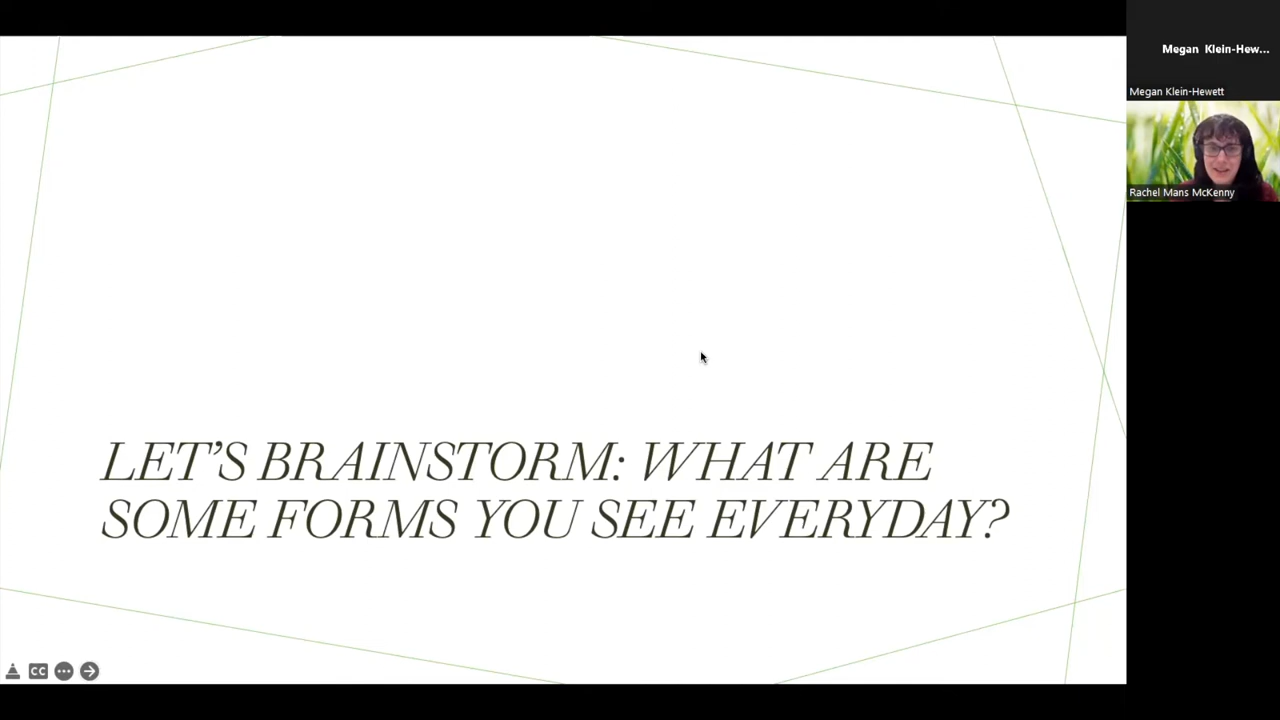 Megan Klein-Hew...
Megan Klein-Hewett
Rachel Mans McKenny
LET’S BRAINSTORM: WHAT ARE
SOME FORMS YOU SEE EVERYDAY?
CC